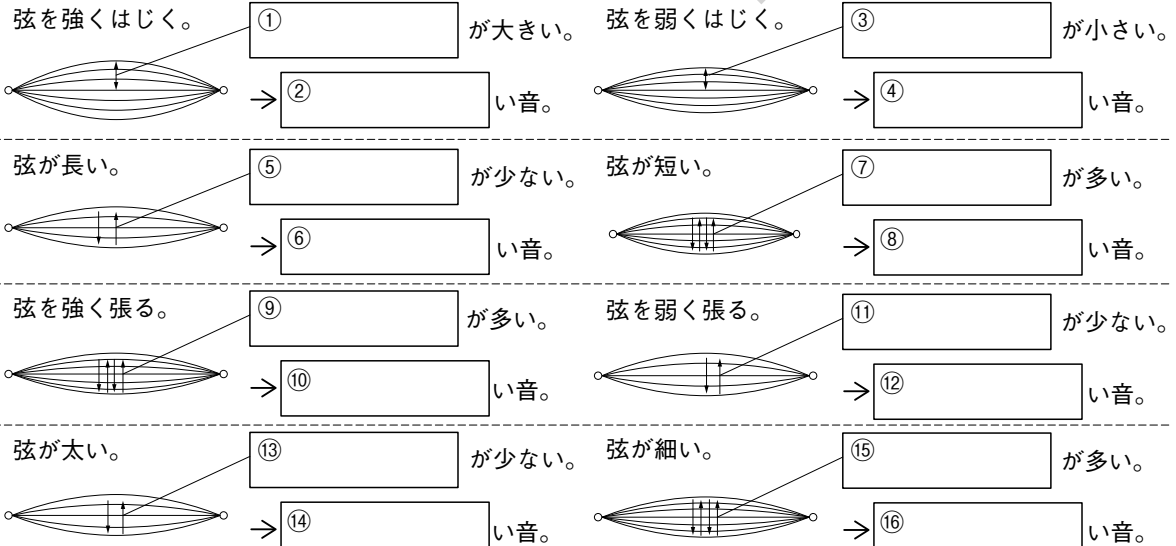 弦を強くはじく。 ① が大きい。
→ ② い音。
弦を弱くはじく。 ③ が小さい。
→ ④ い音。
弦が長い。 ⑤ が少ない。
→ ⑥ い音。
弦が短い。 ⑦ が多い。
→ ⑧ い音。
弦を強く張る。 ⑨ が多い。
→ ⑩ い音。
弦を弱く張る。 ⑪ が少ない。
→ ⑫ い音。
弦が太い。 ⑬ が少ない。
→ ⑭ い音。
弦が細い。 ⑮ が多い。
→ ⑯ い音。